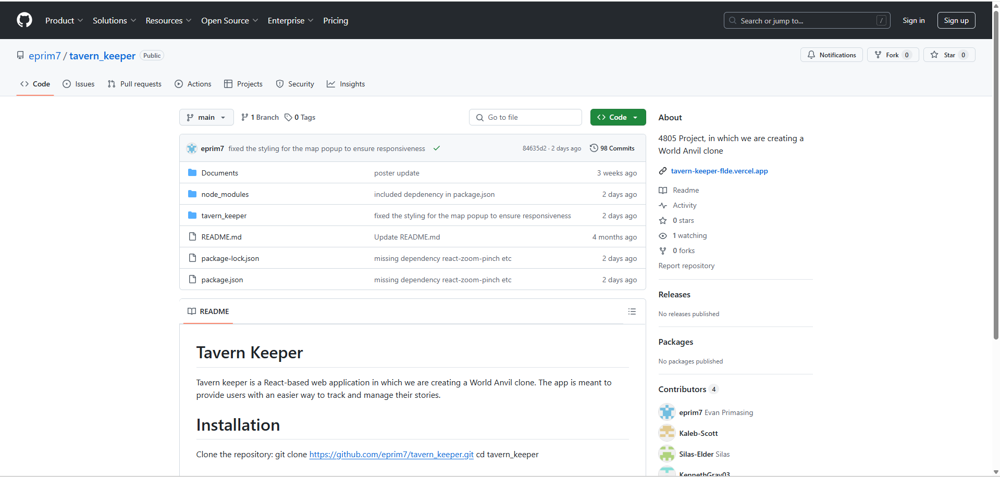 Product Solutions Resources Open Source Enterprise Pricing Search or jump to... / Sign in Sign up
eprim7 / tavern_keeper Public Notifications Fork 0 Star 0
Code Issues Pull requests Actions Projects Security Insights
main 1 Branch 0 Tags Go to file Code
eprim7 fixed the styling for the map popup to ensure responsiveness 84635d2 · 2 days ago 98 Commits
Documents poster update 3 weeks ago
node_modules included depdenency in package.json 2 days ago
tavern_keeper fixed the styling for the map popup to ensure responsiveness 2 days ago
README.md Update README.md 4 months ago
package-lock.json missing dependency react-zoom-pinch etc 2 days ago
package.json missing dependency react-zoom-pinch etc 2 days ago
README
Tavern Keeper
Tavern keeper is a React-based web application in which we are creating a World Anvil clone. The app is meant to
provide users with an easier way to track and manage their stories.
Installation
Clone the repository: git clone https://github.com/eprim7/tavern_keeper.git cd tavern_keeper
About
4805 Project, in which we are creating a
World Anvil clone
tavern-keeper-flde.vercel.app
Readme
Activity
0 stars
1 watching
0 forks
Report repository
Releases
No releases published
Packages
No packages published
Contributors 4
eprim7 Evan Primasing
Kaleb-Scott
Silas-Elder Silas
KennethGray03